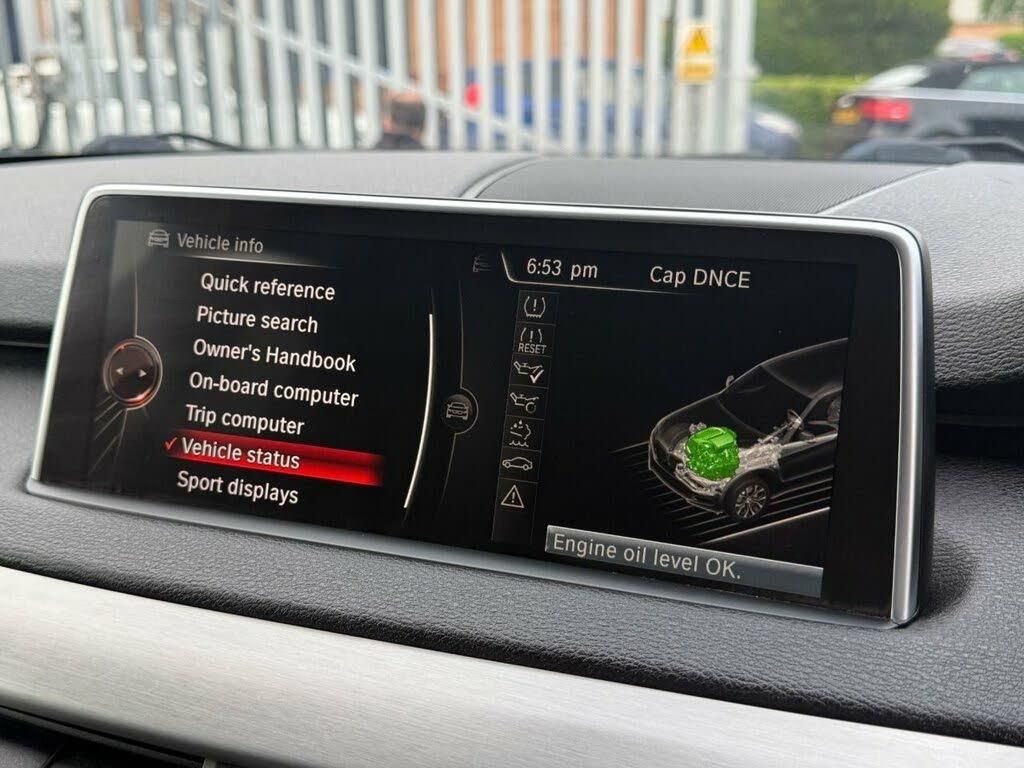 Vehicle info
Quick reference
Picture search
Owner's Handbook
On-board computer
Trip computer
Vehicle status
Sport displays
6:53 pm
Cap DNCE
RESET
Engine oil level OK.